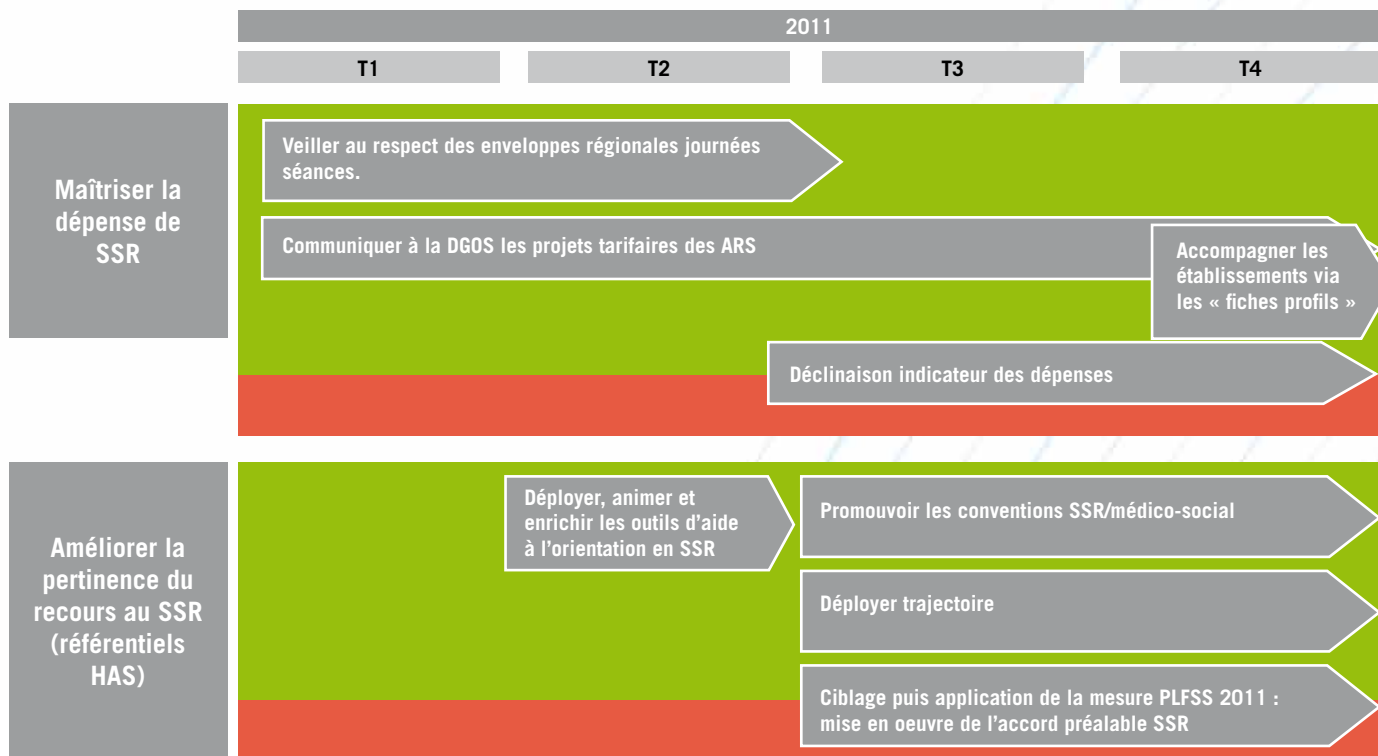 2011
T1
T2
T3
T4
Maîtriser la
dépense de
SSR
Veiller au respect des enveloppes régionales journées
séances.
Communiquer à la DGOS les projets tarifaires des ARS
Accompagner les
établissements via
les « fiches profils »
Déclinaison indicateur des dépenses
Améliorer la
pertinence du
recours au SSR
(référentiels
HAS)
Déployer, animer et
enrichir les outils d’aide
à l’orientation en SSR
Promouvoir les conventions SSR/médico-social
Déployer trajectoire
Ciblage puis application de la mesure PLFSS 2011 :
mise en oeuvre de l’accord préalable SSR